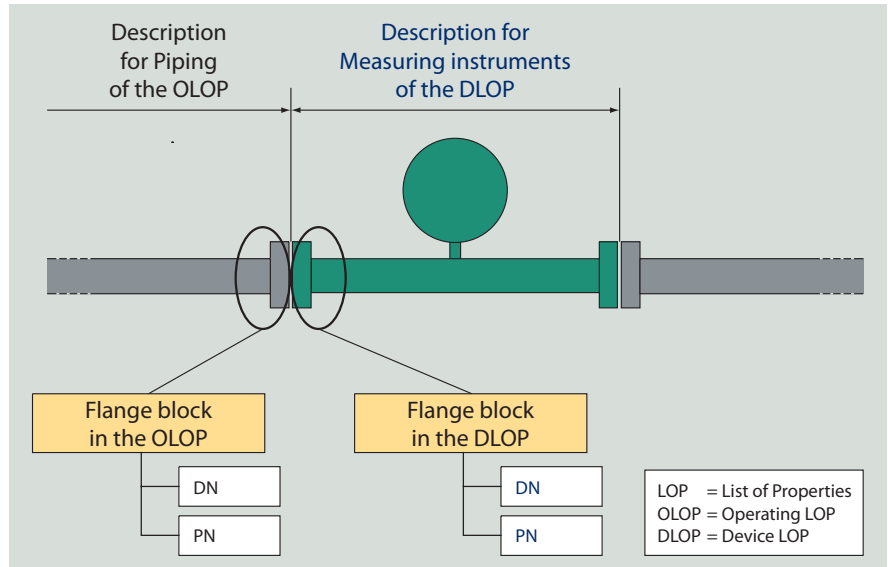 Description
for Piping
of the OLOP
Description for
Measuring instruments
of the DLOP
Flange block
in the OLOP
DN
PN
Flange block
in the DLOP
DN
PN
LOP = List of Properties
OLOP = Operating LOP
DLOP = Device LOP